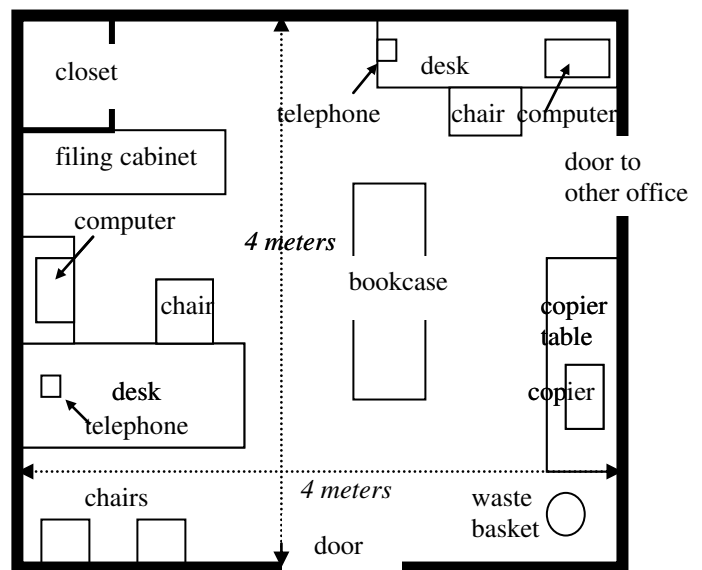 closet
desk
telephone
chair
computer
filing cabinet
door to
other office
computer
4 meters
bookcase
chair
copier
table
desk
copier
telephone
4 meters
chairs
waste
basket
door